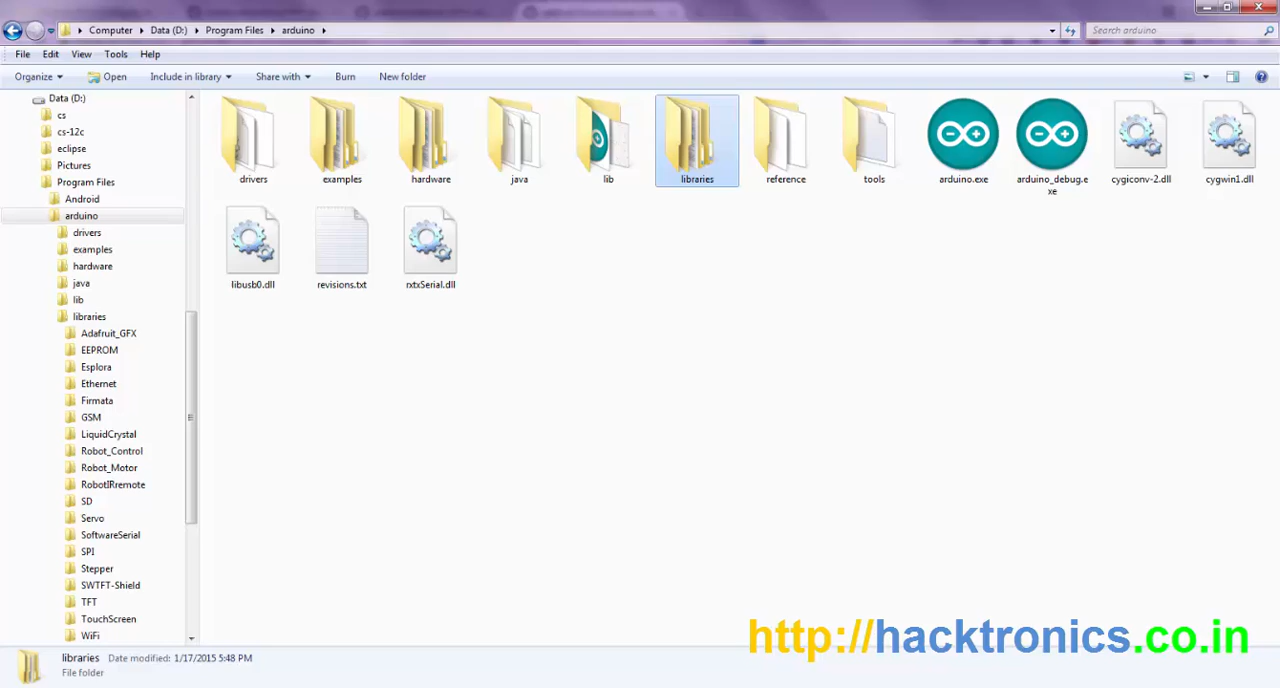 Computer ▸ Data (D:) ▸ Program Files ▸ arduino ▸
Search arduino
File Edit View Tools Help
Organize Open Include in library Share with Burn New folder
Data (D:)
cs
cs-12c
eclipse
Pictures
Program Files
Android
arduino
drivers
examples
hardware
java
lib
libraries
Adafruit_GFX
EEPROM
Esplora
Ethernet
Firmata
GSM
LiquidCrystal
Robot_Control
Robot_Motor
RobotIRremote
SD
Servo
SoftwareSerial
SPI
Stepper
SWTFT-Shield
TFT
TouchScreen
WiFi
drivers examples hardware java lib libraries reference tools arduino.exe arduino_debug.e cygiconv-2.dll cygwin1.dll
xe
libusb0.dll revisions.txt rxtxSerial.dll
libraries Date modified: 1/17/2015 5:48 PM
File folder
http://hacktronics.co.in